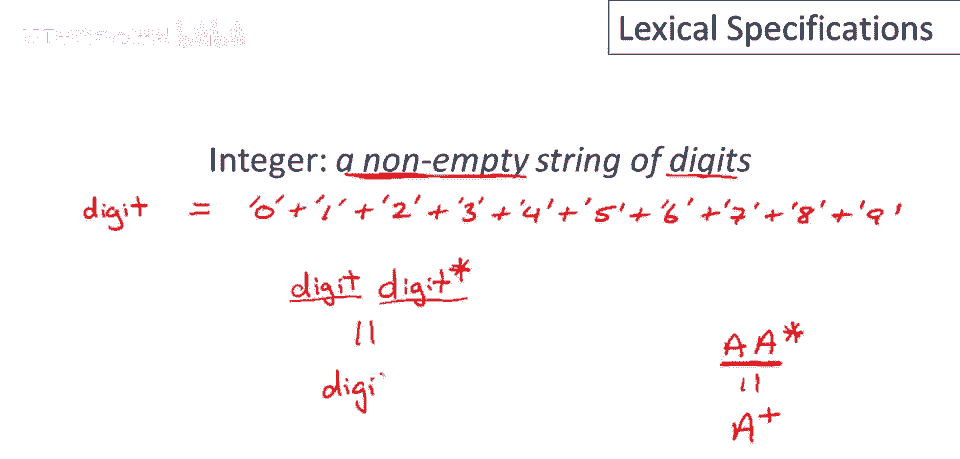 Lexical Specifications
Integer: a non-empty string of digits
digit = '0' + '1' + '2' + '3' + '4' + '5' + '6' + '7' + '8' + '9'
digit digit*
||
digi
AA*
||
A+